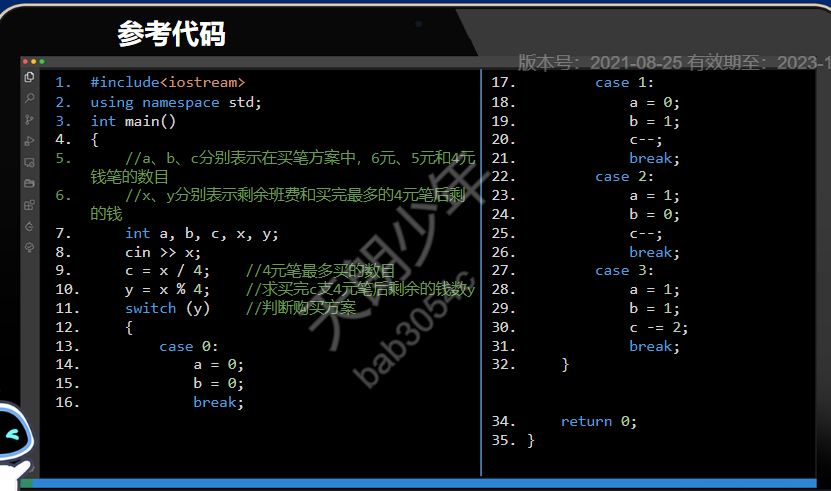 参考代码
版本号：2021-08-25 有效期至：2023-1
1. #include<iostream>
2. using namespace std;
3. int main()
4. {
5. //a、b、c分别表示在买笔方案中，6元、5元和4元
钱笔的数目
6. //x、y分别表示剩余班费和买完最多的4元笔后剩
的钱
7. int a, b, c, x, y;
8. cin >> x;
9. c = x / 4; //4元笔最多买的数目
10. y = x % 4; //求买完c支4元笔后剩余的钱数y
11. switch (y) //判断购买方案
12. {
13. case 0:
14. a = 0;
15. b = 0;
16. break;
17. case 1:
18. a = 0;
19. b = 1;
20. c--;
21. break;
22. case 2:
23. a = 1;
24. b = 0;
25. c--;
26. break;
27. case 3:
28. a = 1;
29. b = 1;
30. c -= 2;
31. break;
32. }
34. return 0;
35. }
bab3054c